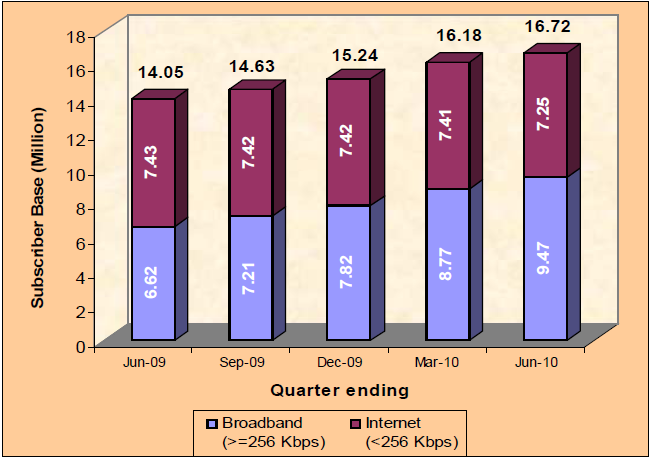 18
16
14
12
10
8
6
4
2
0
Subscriber Base (Million)
14.05
14.63
15.24
16.18
16.72
7.43
7.42
7.42
7.41
7.25
6.62
7.21
7.82
8.77
9.47
Jun-09
Sep-09
Dec-09
Mar-10
Jun-10
Quarter ending
Broadband
(>=256 Kbps)
Internet
(<256 Kbps)